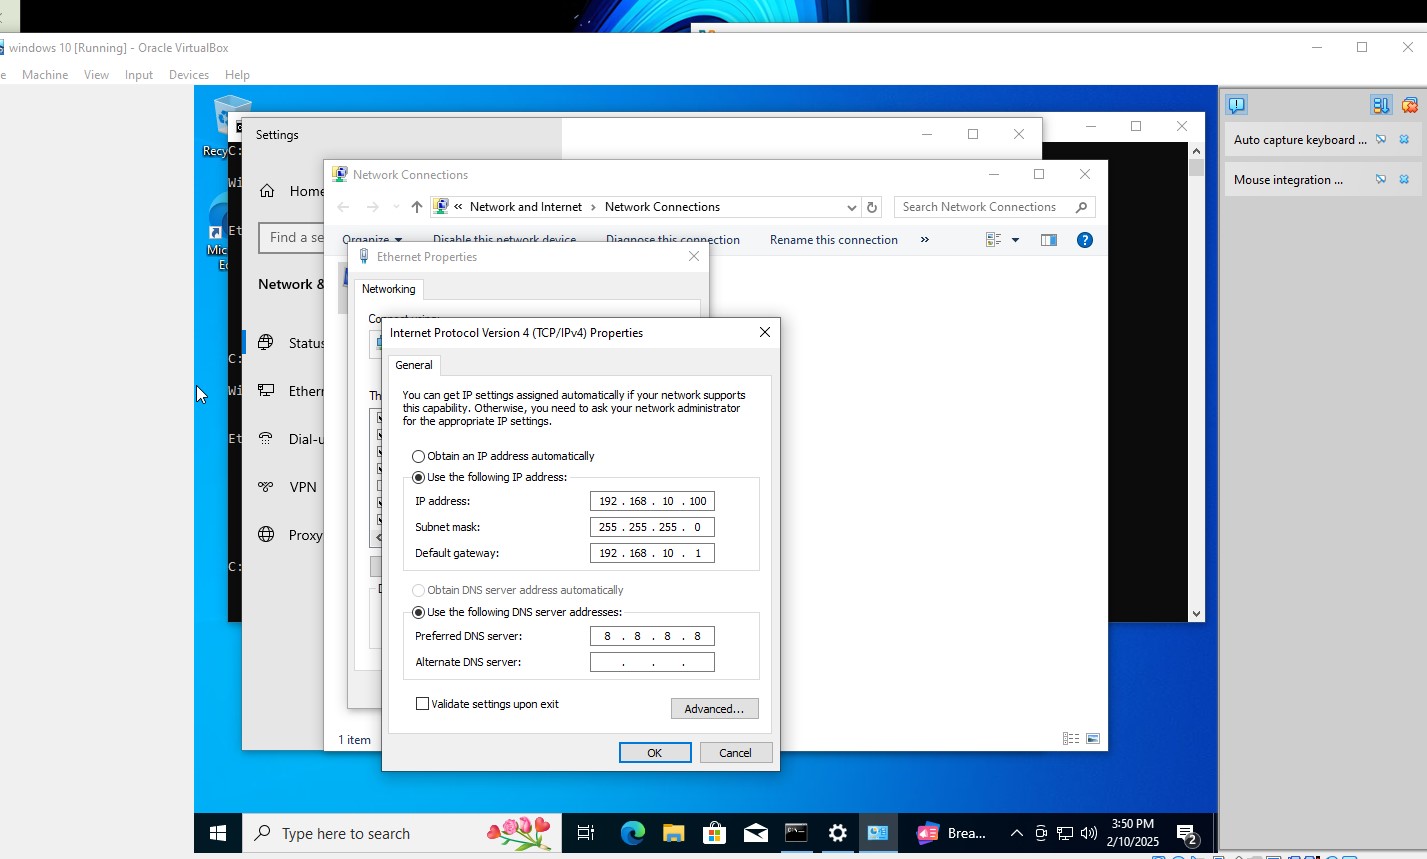 windows 10 [Running] - Oracle VirtualBox
Machine View Input Devices Help
Auto capture keyboard ...
Mouse integration ...
Settings
Home
Find a se
Network &
Status
Ethern
Dial-u
VPN
Proxy
Network Connections
« Network and Internet › Network Connections
Search Network Connections
Organize Disable this network device Diagnose this connection Rename this connection »
Ethernet Properties
Networking
Internet Protocol Version 4 (TCP/IPv4) Properties
General
You can get IP settings assigned automatically if your network supports
this capability. Otherwise, you need to ask your network administrator
for the appropriate IP settings.
Obtain an IP address automatically
Use the following IP address:
IP address: 192 . 168 . 10 . 100
Subnet mask: 255 . 255 . 255 . 0
Default gateway: 192 . 168 . 10 . 1
Obtain DNS server address automatically
Use the following DNS server addresses:
Preferred DNS server: 8 . 8 . 8 . 8
Alternate DNS server: . . .
Validate settings upon exit
Advanced...
OK Cancel
1 item
Recy
Mic
C:
Wi
Et
C:
Wi
Et
C:
Type here to search
Brea...
3:50 PM
2/10/2025
2